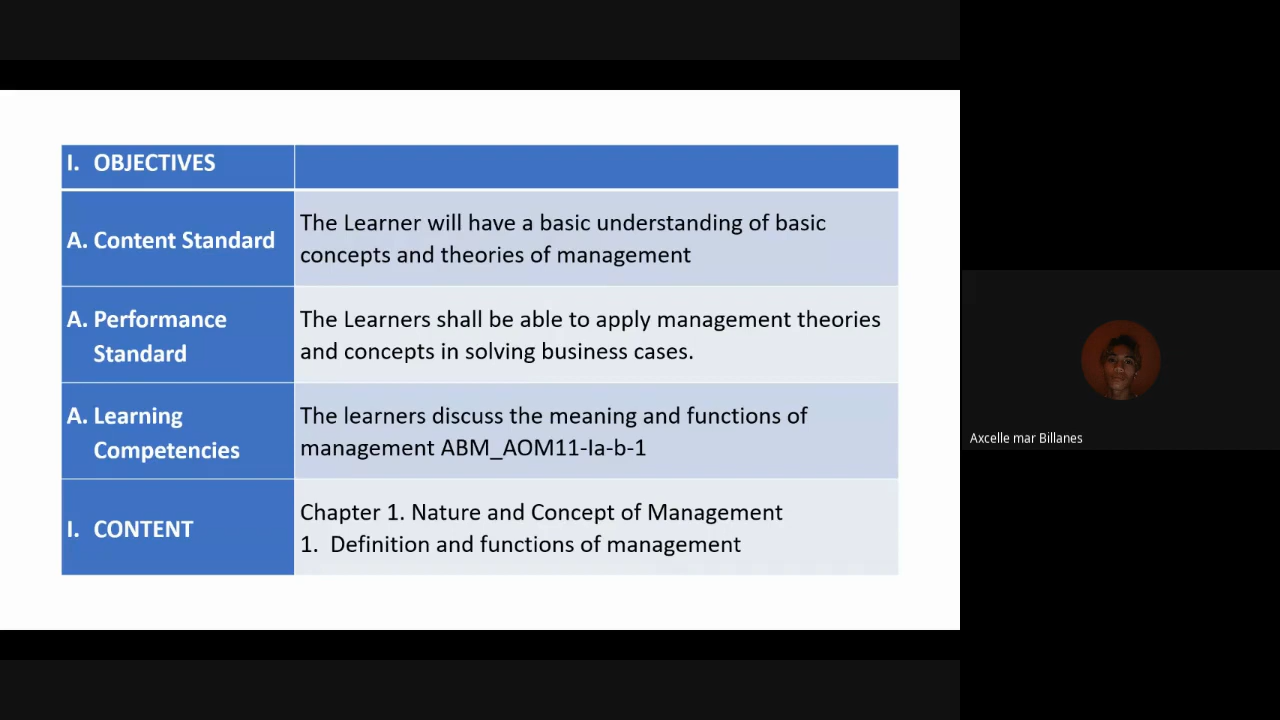 I. OBJECTIVES
A. Content Standard
The Learner will have a basic understanding of basic
concepts and theories of management
A. Performance
Standard
The Learners shall be able to apply management theories
and concepts in solving business cases.
A. Learning
Competencies
The learners discuss the meaning and functions of
management ABM_AOM11-Ia-b-1
I. CONTENT
Chapter 1. Nature and Concept of Management
1. Definition and functions of management
Axcelle mar Billanes